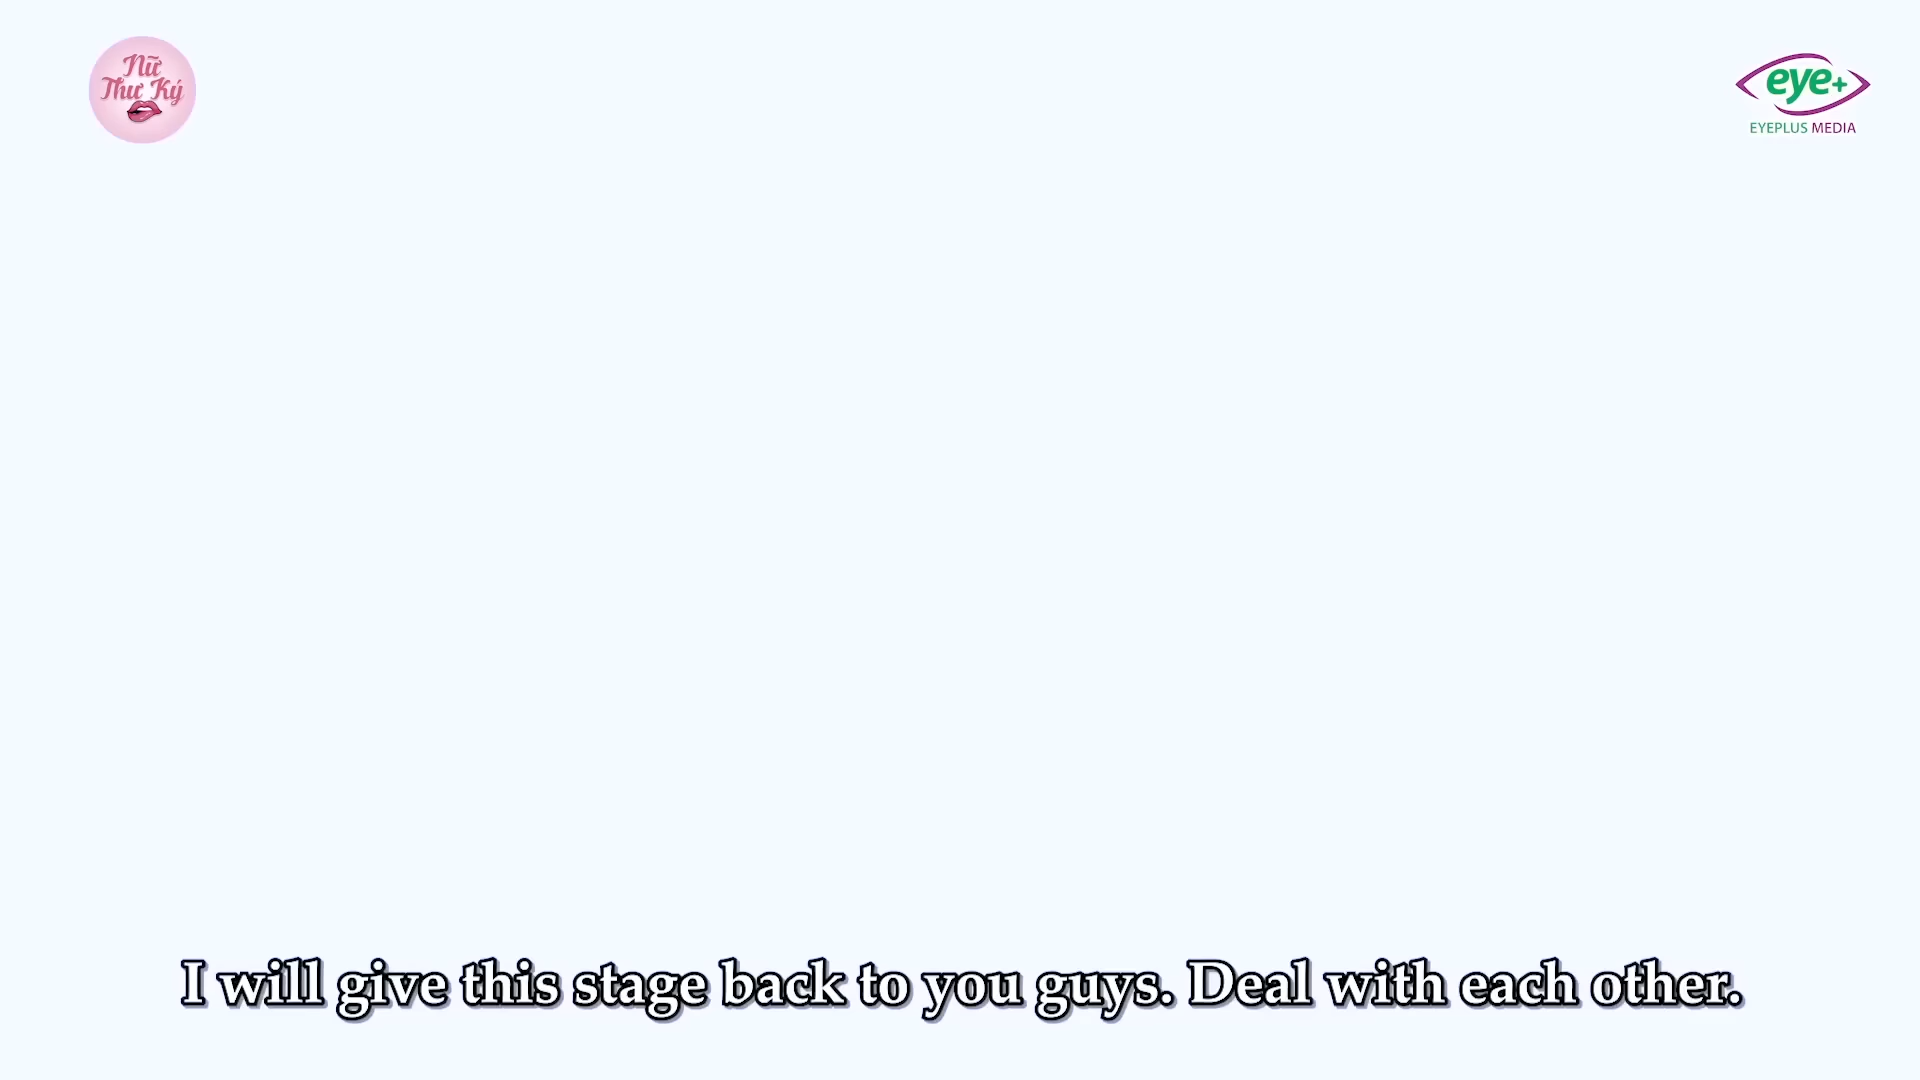 Nữ
Thư Ký
eye+
EYEPLUS MEDIA
I will give this stage back to you guys. Deal with each other.